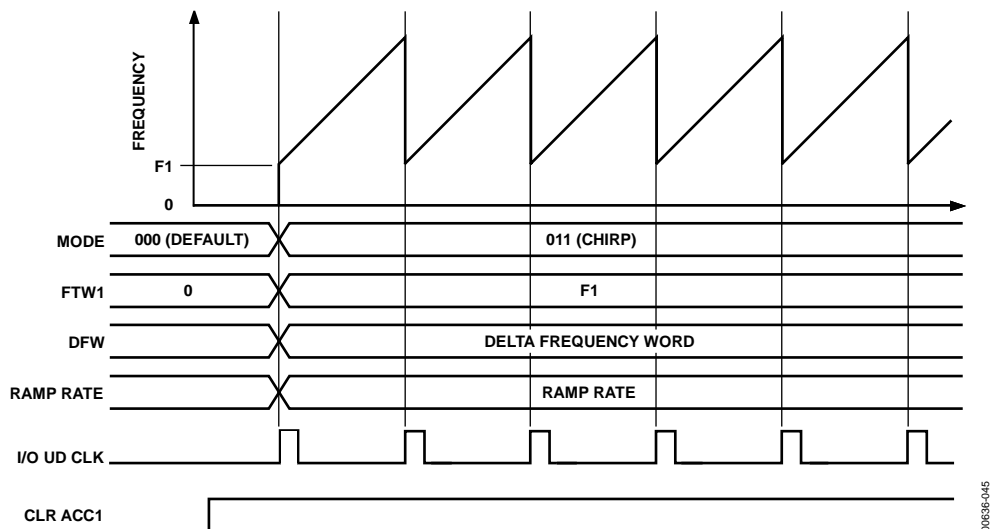 FREQUENCY
F1
0
MODE 000 (DEFAULT) 011 (CHIRP)
FTW1 0 F1
DFW DELTA FREQUENCY WORD
RAMP RATE RAMP RATE
I/O UD CLK
CLR ACC1
00636-045